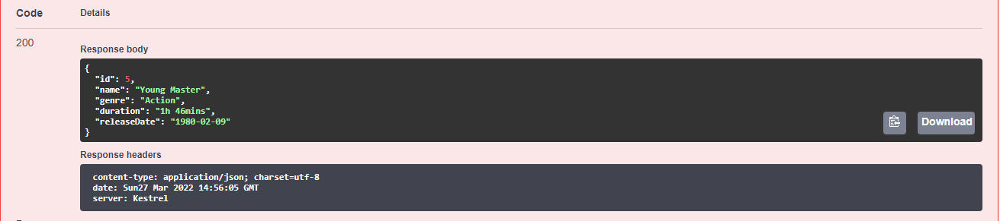 Code Details
200
Response body
{
"id": 5,
"name": "Young Master",
"genre": "Action",
"duration": "1h 46mins",
"releaseDate": "1980-02-09"
}
Download
Response headers
content-type: application/json; charset=utf-8
date: Sun27 Mar 2022 14:56:05 GMT
server: Kestrel